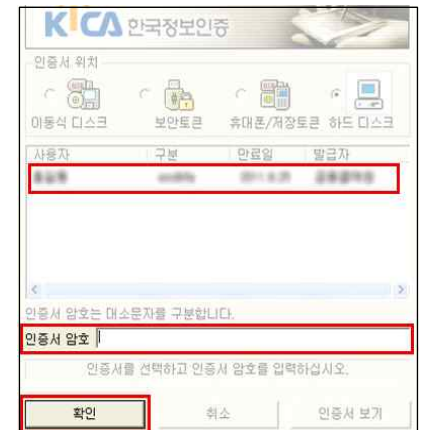 KICA 한국정보인증
인증서 위치
이동식 디스크 보안토큰 휴대폰/저장토큰 하드 디스크
사용자 구분 만료일 발급자
인증서 암호는 대소문자를 구분합니다.
인증서 암호
인증서를 선택하고 인증서 암호를 입력하십시오.
확인 취소 인증서 보기